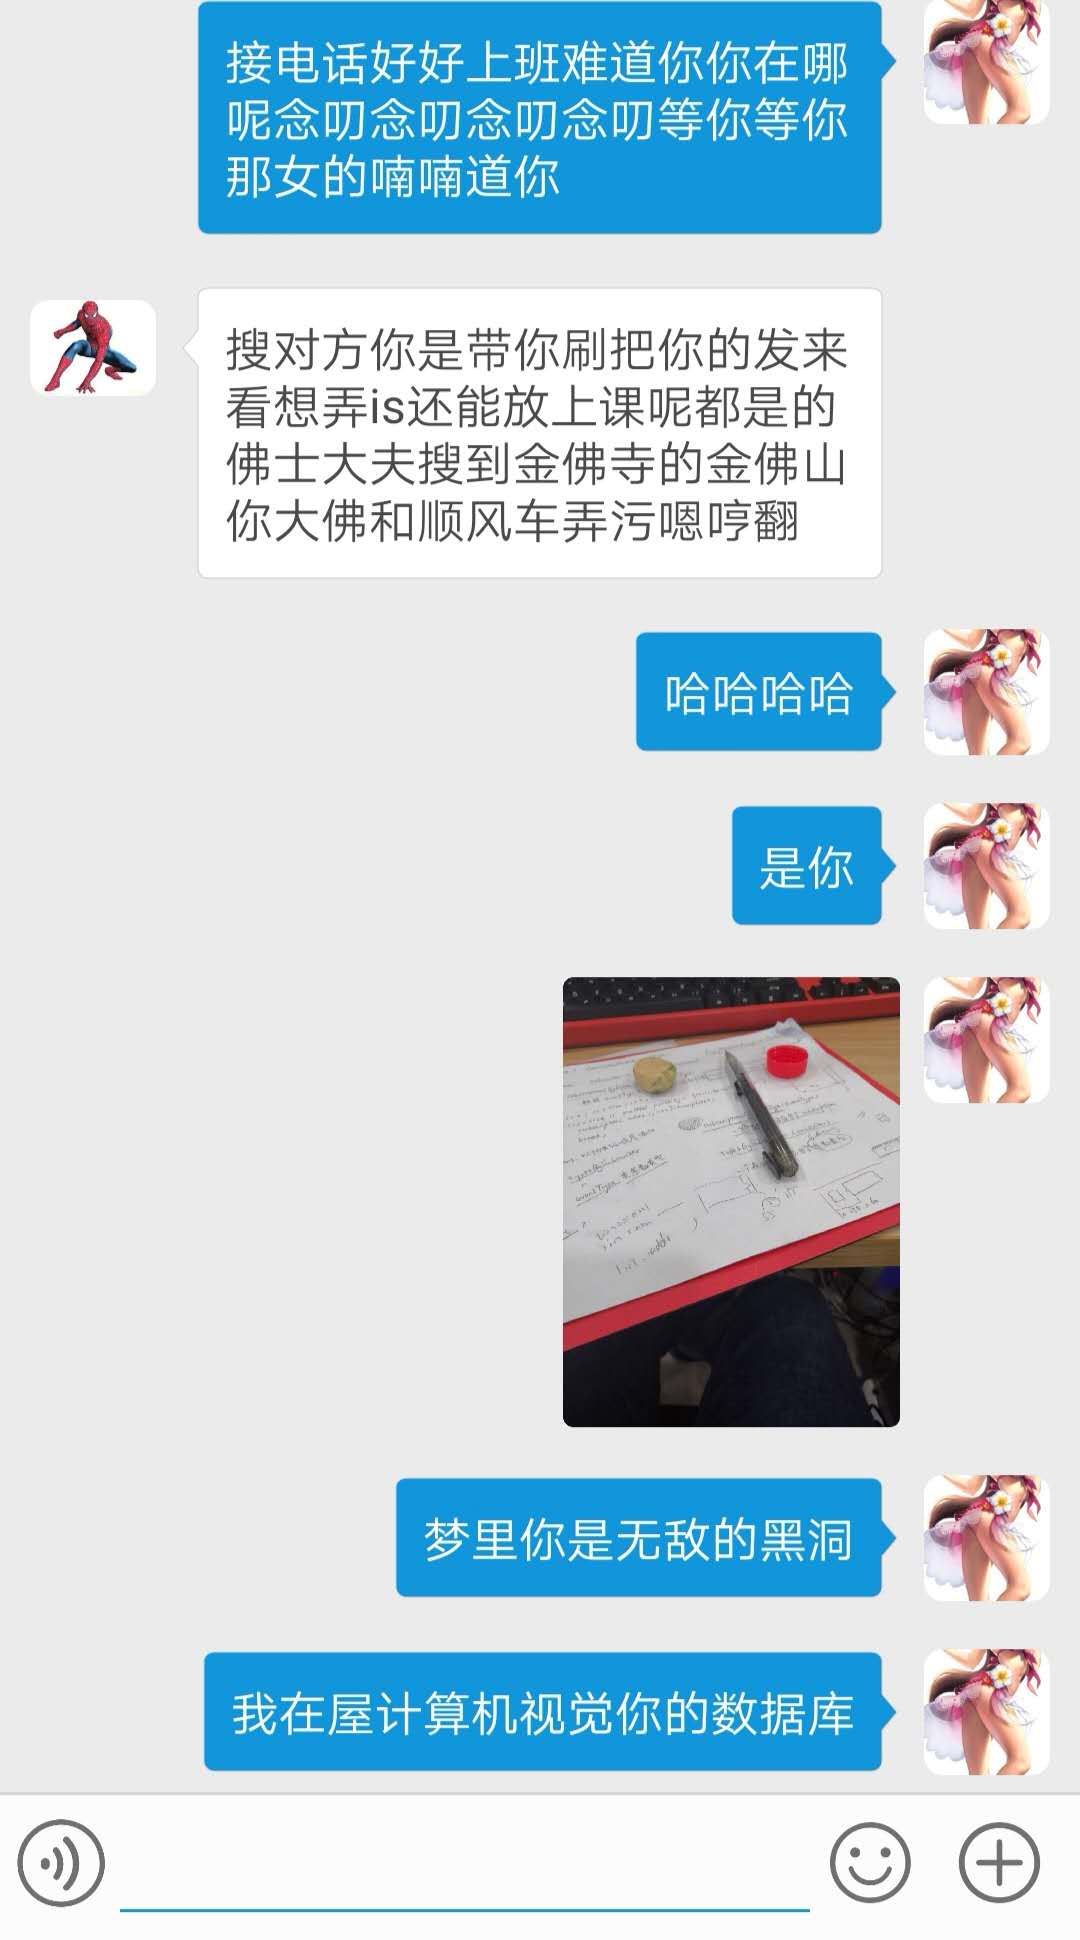 接电话好好上班难道你你在哪
呢念叨念叨念叨念叨等你等你
那女的喃喃道你
搜对方你是带你刷把你的发来
看想弄is还能放上课呢都是的
佛士大夫搜到金佛寺的金佛山
你大佛和顺风车弄污嗯哼翻
哈哈哈哈
是你
梦里你是无敌的黑洞
我在屋计算机视觉你的数据库